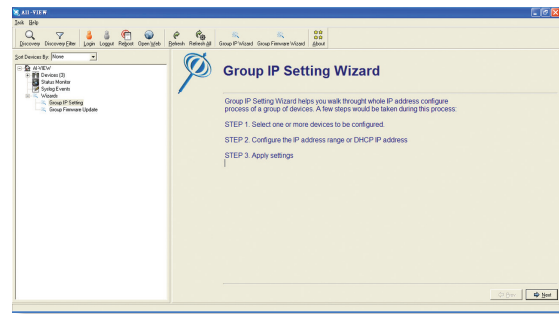 AII-VIEW
Task Help
Discovery Discovery Filter Login Logout Reboot Open Web Refresh Refresh All Group IP Wizard Group Firmware Wizard About
Sort Devices By: None
AI-VIEW
Devices (3)
Status Monitor
Syslog Events
Wizards
Group IP Setting
Group Firmware Update
Group IP Setting Wizard
Group IP Setting Wizard helps you walk throught whole IP address configure
process of a group of devices. A few steps would be taken during this process:
STEP 1. Select one or more devices to be configured.
STEP 2. Configure the IP address range or DHCP IP address
STEP 3. Apply settings
Prev Next